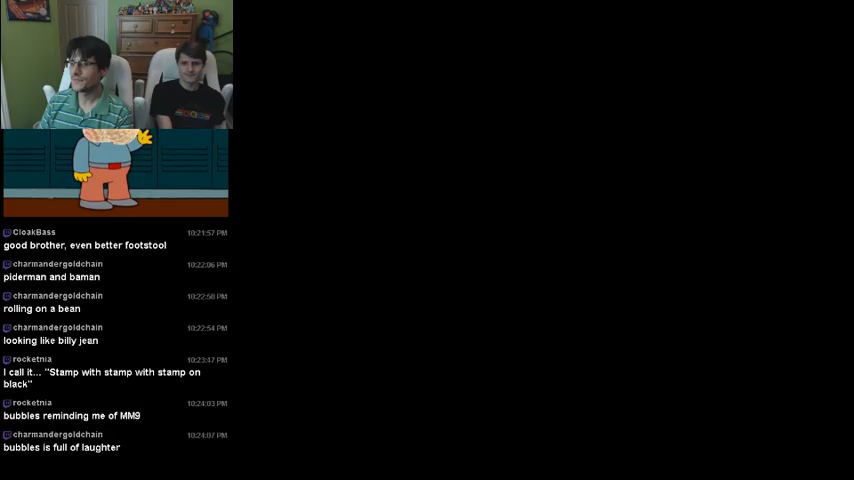 CloakBass 10:21:57 PM
good brother, even better footstool
charmandergoldchain 10:22:06 PM
piderman and baman
charmandergoldchain 10:22:50 PM
rolling on a bean
charmandergoldchain 10:22:54 PM
looking like billy jean
rocketnia 10:23:47 PM
I call it... "Stamp with stamp with stamp on
black"
rocketnia 10:24:03 PM
bubbles reminding me of MM9
charmandergoldchain 10:24:07 PM
bubbles is full of laughter